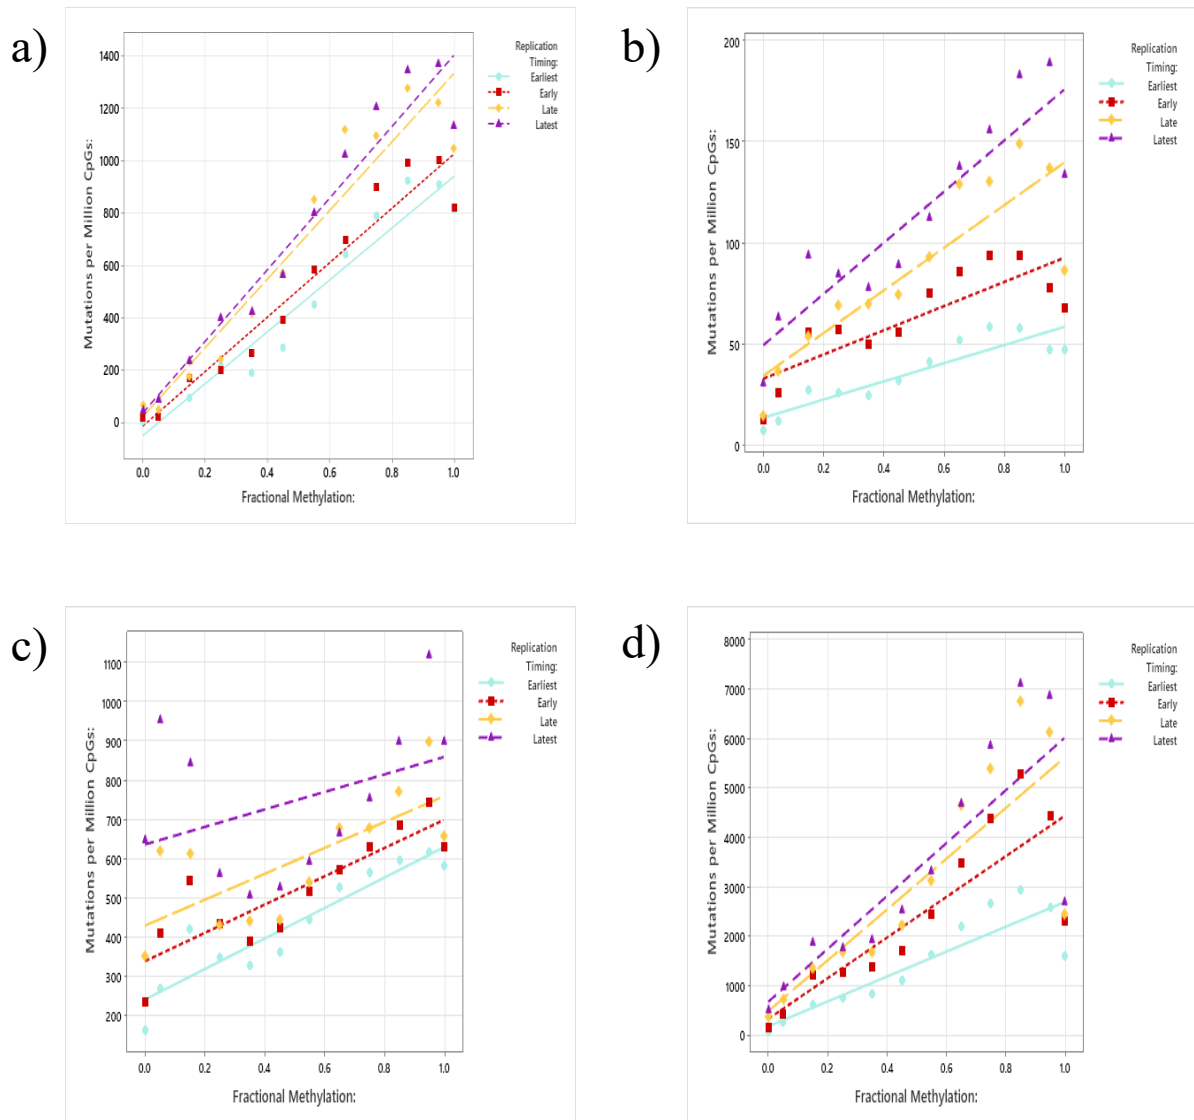 a)
Replication
Timing:
Earliest
Early
Late
Latest
1400
1200
1000
800
600
400
200
0
0.0 0.2 0.4 0.6 0.8 1.0
Mutations per Million CpGs:
Fractional Methylation:
b)
Replication
Timing:
Earliest
Early
Late
Latest
200
150
100
50
0
0.0 0.2 0.4 0.6 0.8 1.0
Mutations per Million CpGs:
Fractional Methylation:
c)
Replication
Timing:
Earliest
Early
Late
Latest
1100
1000
900
800
700
600
500
400
300
200
0.0 0.2 0.4 0.6 0.8 1.0
Mutations per Million CpGs:
Fractional Methylation:
d)
Replication
Timing:
Earliest
Early
Late
Latest
8000
7000
6000
5000
4000
3000
2000
1000
0
0.0 0.2 0.4 0.6 0.8 1.0
Mutations per Million CpGs:
Fractional Methylation: